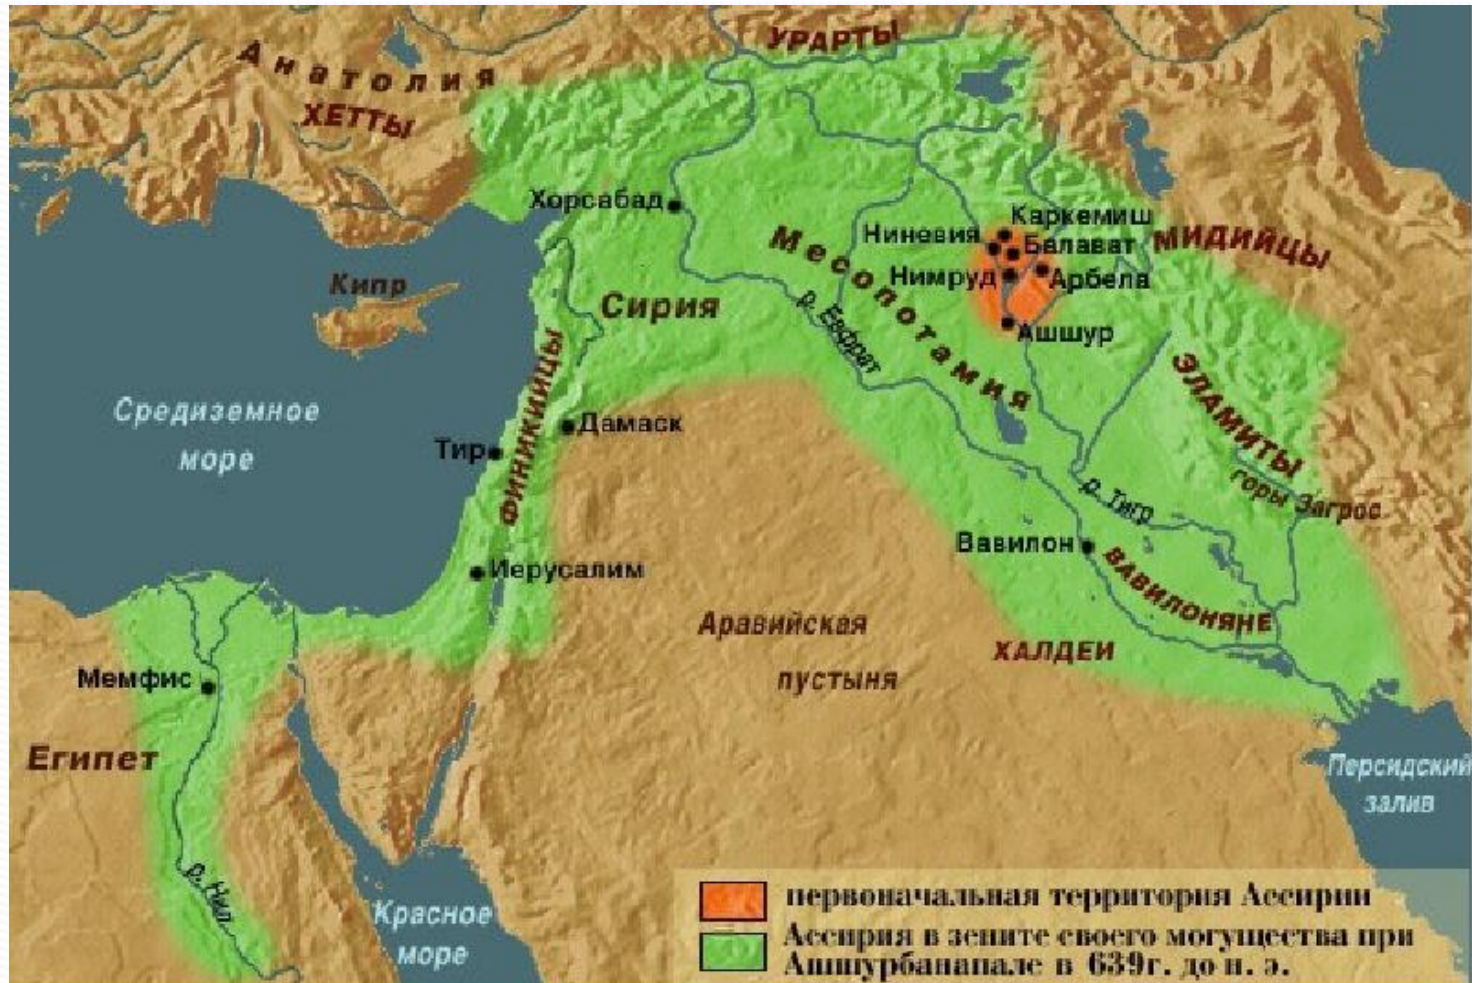 УРАРТЫ
Анатолия
ХЕТТЫ
Хорсабад
Каркемиш
Ниневия
Балават
МИДИЙЦЫ
Нимруд
Арбела
Кипр
Сирия
Месопотамия
р. Евфрат
Ашшур
ЭЛАМИТЫ
ФИНИКИЙЦЫ
Средиземное
море
Дамаск
Тир
горы Загрос
р. Тигр
Вавилон
ВАВИЛОНЯНЕ
Иерусалим
Аравийская
пустыня
ХАЛДЕИ
Мемфис
Египет
Персидский
залив
р. Нил
Красное
море
первоначальная территория Ассирии
Ассирия в зените своего могущества при
Ашшурбанапале в 639г. до н. э.